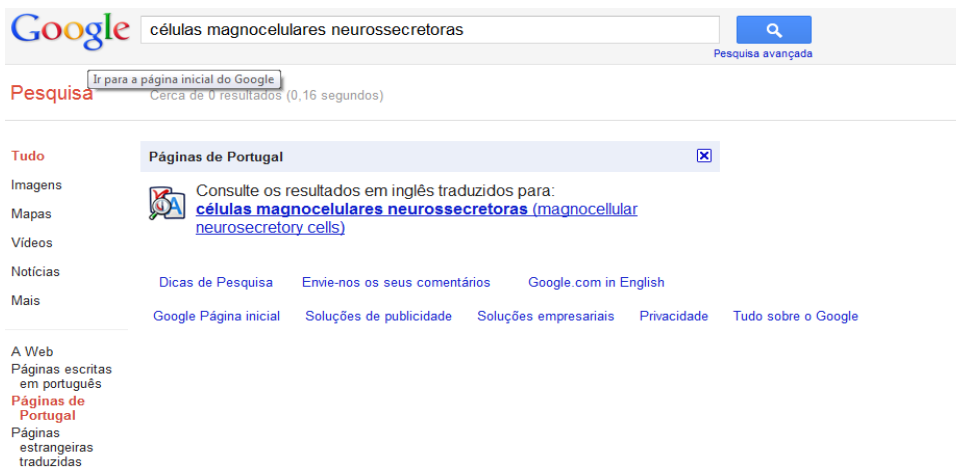 Google
células magnocelulares neurossecretoras
Pesquisa avançada
Ir para a página inicial do Google
Pesquisa
Cerca de 0 resultados (0,16 segundos)
Tudo
Imagens
Mapas
Vídeos
Notícias
Mais
A Web
Páginas escritas
em português
Páginas de
Portugal
Páginas
estrangeiras
traduzidas
Páginas de Portugal
Consulte os resultados em inglês traduzidos para:
células magnocelulares neurossecretoras (magnocellular
neurosecretory cells)
Dicas de Pesquisa Envie-nos os seus comentários Google.com in English
Google Página inicial Soluções de publicidade Soluções empresariais Privacidade Tudo sobre o Google